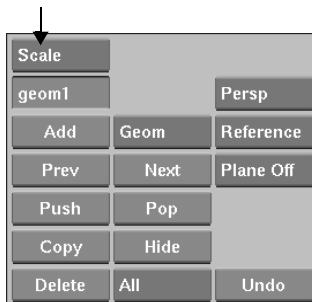 Scale
geom1 Persp
Add Geom Reference
Prev Next Plane Off
Push Pop
Copy Hide
Delete All Undo